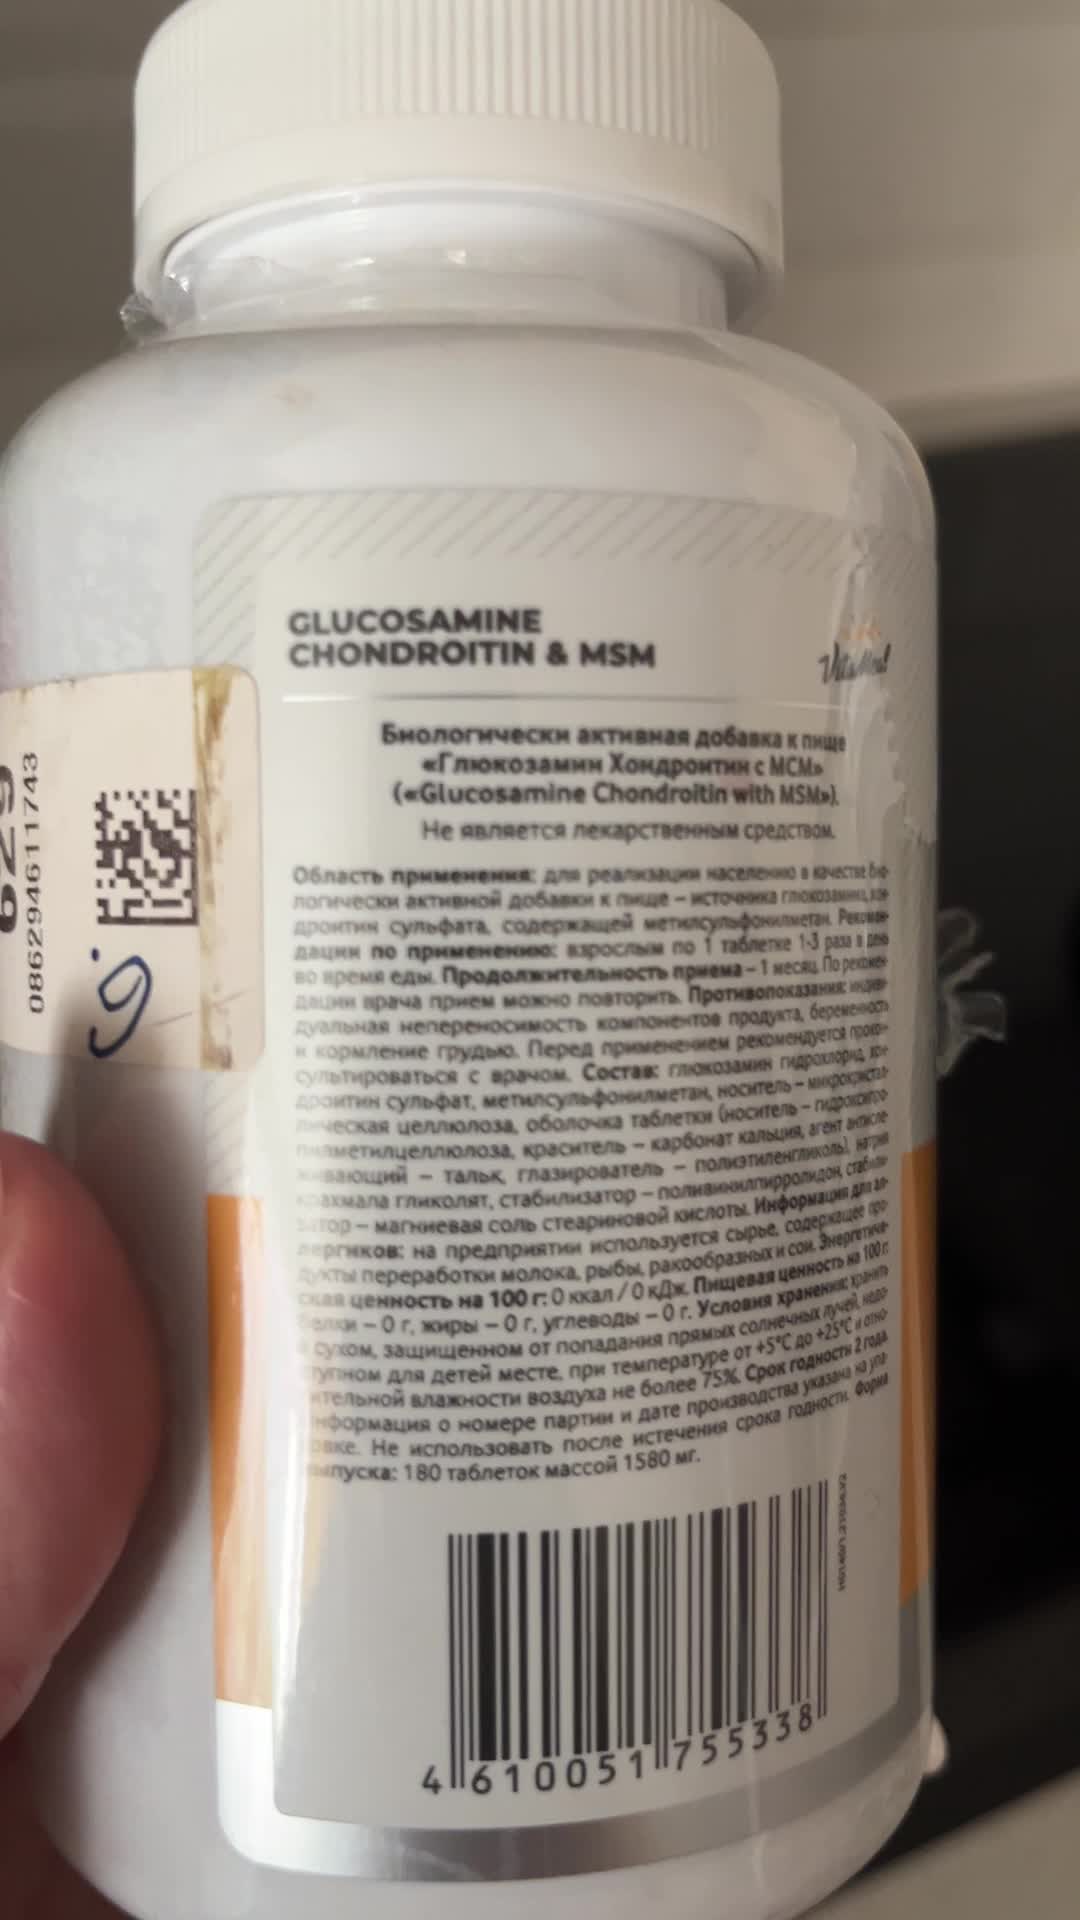 GLUCOSAMINE
CHONDROITIN & MSM
Биологически активная добавка к пище
«Глюкозамин Хондроитин с МСМ»
(«Glucosamine Chondroitin with MSM»).
Не является лекарственным средством.
Область применения: для реализации населению в качестве био-
логически активной добавки к пище – источника глюкозамина, хон-
дроитин сульфата, содержащей метилсульфонилметан. Рекомен-
дации по применению: взрослым по 1 таблетке 1-3 раза в день
во время еды. Продолжительность приема – 1 месяц. По рекомен-
дации врача прием можно повторить. Противопоказания: индиви-
дуальная непереносимость компонентов продукта, беременность
и кормление грудью. Перед применением рекомендуется прокон-
сультироваться с врачом. Состав: глюкозамин гидрохлорид, хон-
дроитин сульфат, метилсульфонилметан, носитель – микрокристал-
лическая целлюлоза, оболочка таблетки (носитель – гидроксипро-
пилметилцеллюлоза, краситель – карбонат кальция, агент антисле-
живающий – тальк, глазирователь – полиэтиленгликоль), натрия
крахмала гликолят, стабилизатор – поливинилпирролидон, стабили-
затор – магниевая соль стеариновой кислоты. Информация для ал-
лергиков: на предприятии используется сырье, содержащее про-
дукты переработки молока, рыбы, ракообразных и сои. Энергетиче-
ская ценность на 100 г: 0 ккал / 0 кДж. Пищевая ценность на 100 г:
белки – 0 г, жиры – 0 г, углеводы – 0 г. Условия хранения: хранить
в сухом, защищенном от попадания прямых солнечных лучей, недо-
ступном для детей месте, при температуре от +5°C до +25°C и отно-
сительной влажности воздуха не более 75%. Срок годности 2 года.
Информация о номере партии и дате производства указана на упа-
ковке. Не использовать после истечения срока годности. Форма
выпуска: 180 таблеток массой 1580 мг.
4 610051 755338
629
086294611743